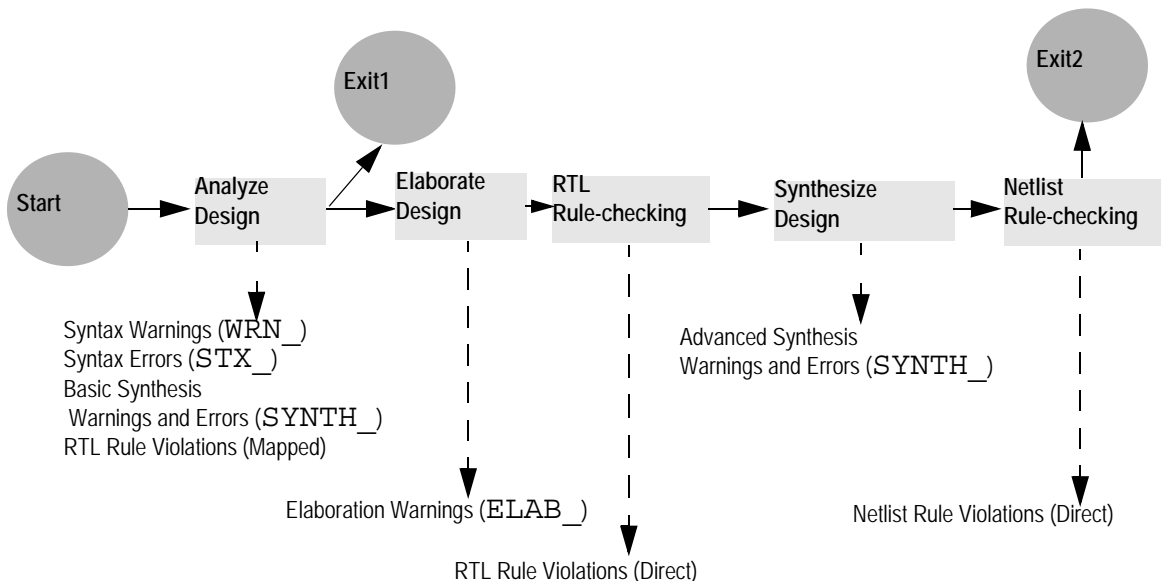 Start
Analyze
Design
Exit1
Elaborate
Design
RTL
Rule-checking
Synthesize
Design
Netlist
Rule-checking
Exit2
Syntax Warnings (WRN_)
Syntax Errors (STX_)
Basic Synthesis
Warnings and Errors (SYNTH_)
RTL Rule Violations (Mapped)
Elaboration Warnings (ELAB_)
RTL Rule Violations (Direct)
Advanced Synthesis
Warnings and Errors (SYNTH_)
Netlist Rule Violations (Direct)